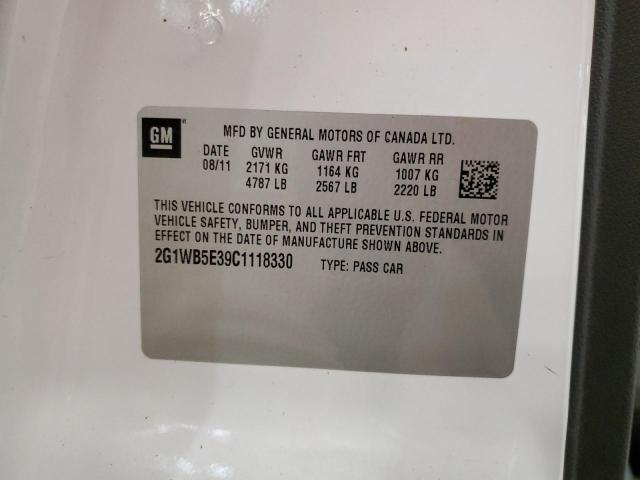 GM
MFD BY GENERAL MOTORS OF CANADA LTD.
DATE GVWR GAWR FRT GAWR RR
08/11 2171 KG 1164 KG 1007 KG
4787 LB 2567 LB 2220 LB
THIS VEHICLE CONFORMS TO ALL APPLICABLE U.S. FEDERAL MOTOR
VEHICLE SAFETY, BUMPER, AND THEFT PREVENTION STANDARDS IN
EFFECT ON THE DATE OF MANUFACTURE SHOWN ABOVE.
2G1WB5E39C1118330 TYPE: PASS CAR